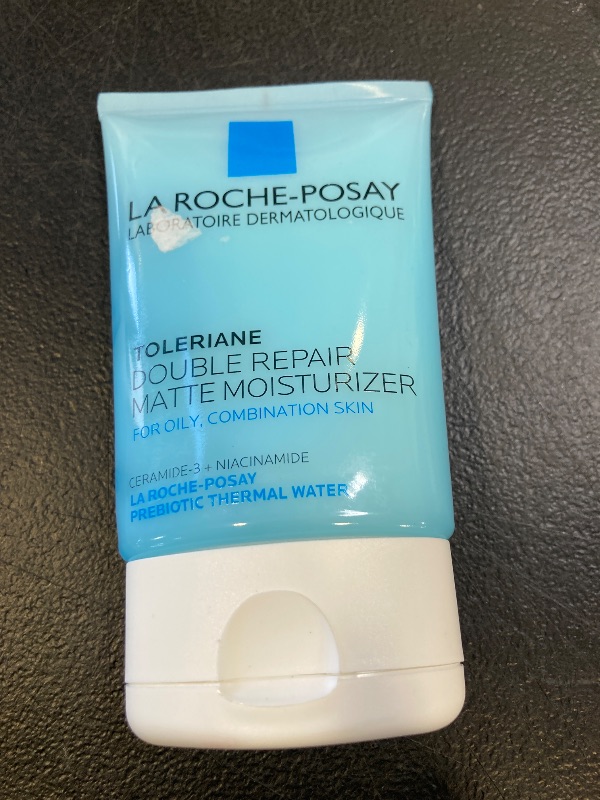 LA ROCHE-POSAY
LABORATOIRE DERMATOLOGIQUE
TOLERIANE
DOUBLE REPAIR
MATTE MOISTURIZER
FOR OILY, COMBINATION SKIN
CERAMIDE-3 + NIACINAMIDE
LA ROCHE-POSAY
PREBIOTIC THERMAL WATER